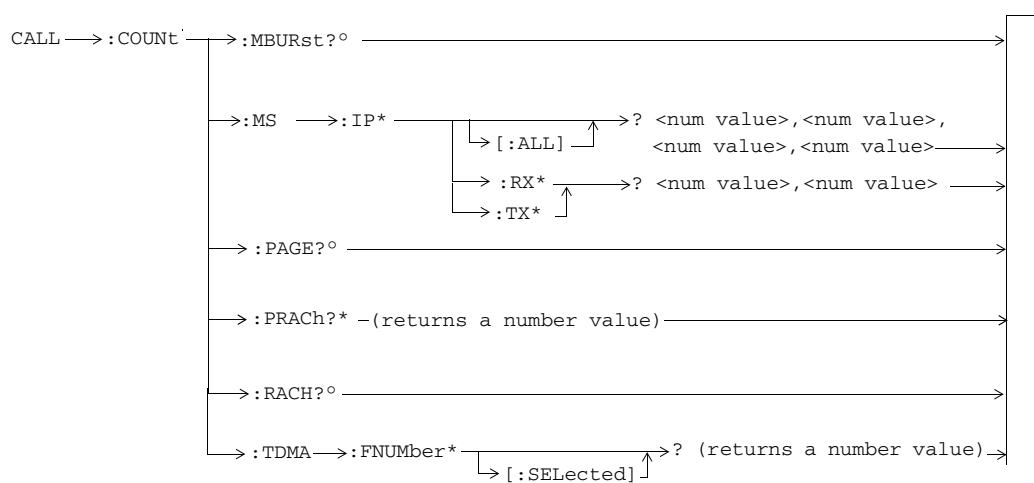 CALL :COUNt :MBURst?°
:MS :IP* ? <num value>,<num value>,
[:ALL] <num value>,<num value>
:RX* ? <num value>,<num value>
:TX*
:PAGE?°
:PRACh?* (returns a number value)
:RACH?°
:TDMA :FNUMber* ? (returns a number value)
[:SELected]